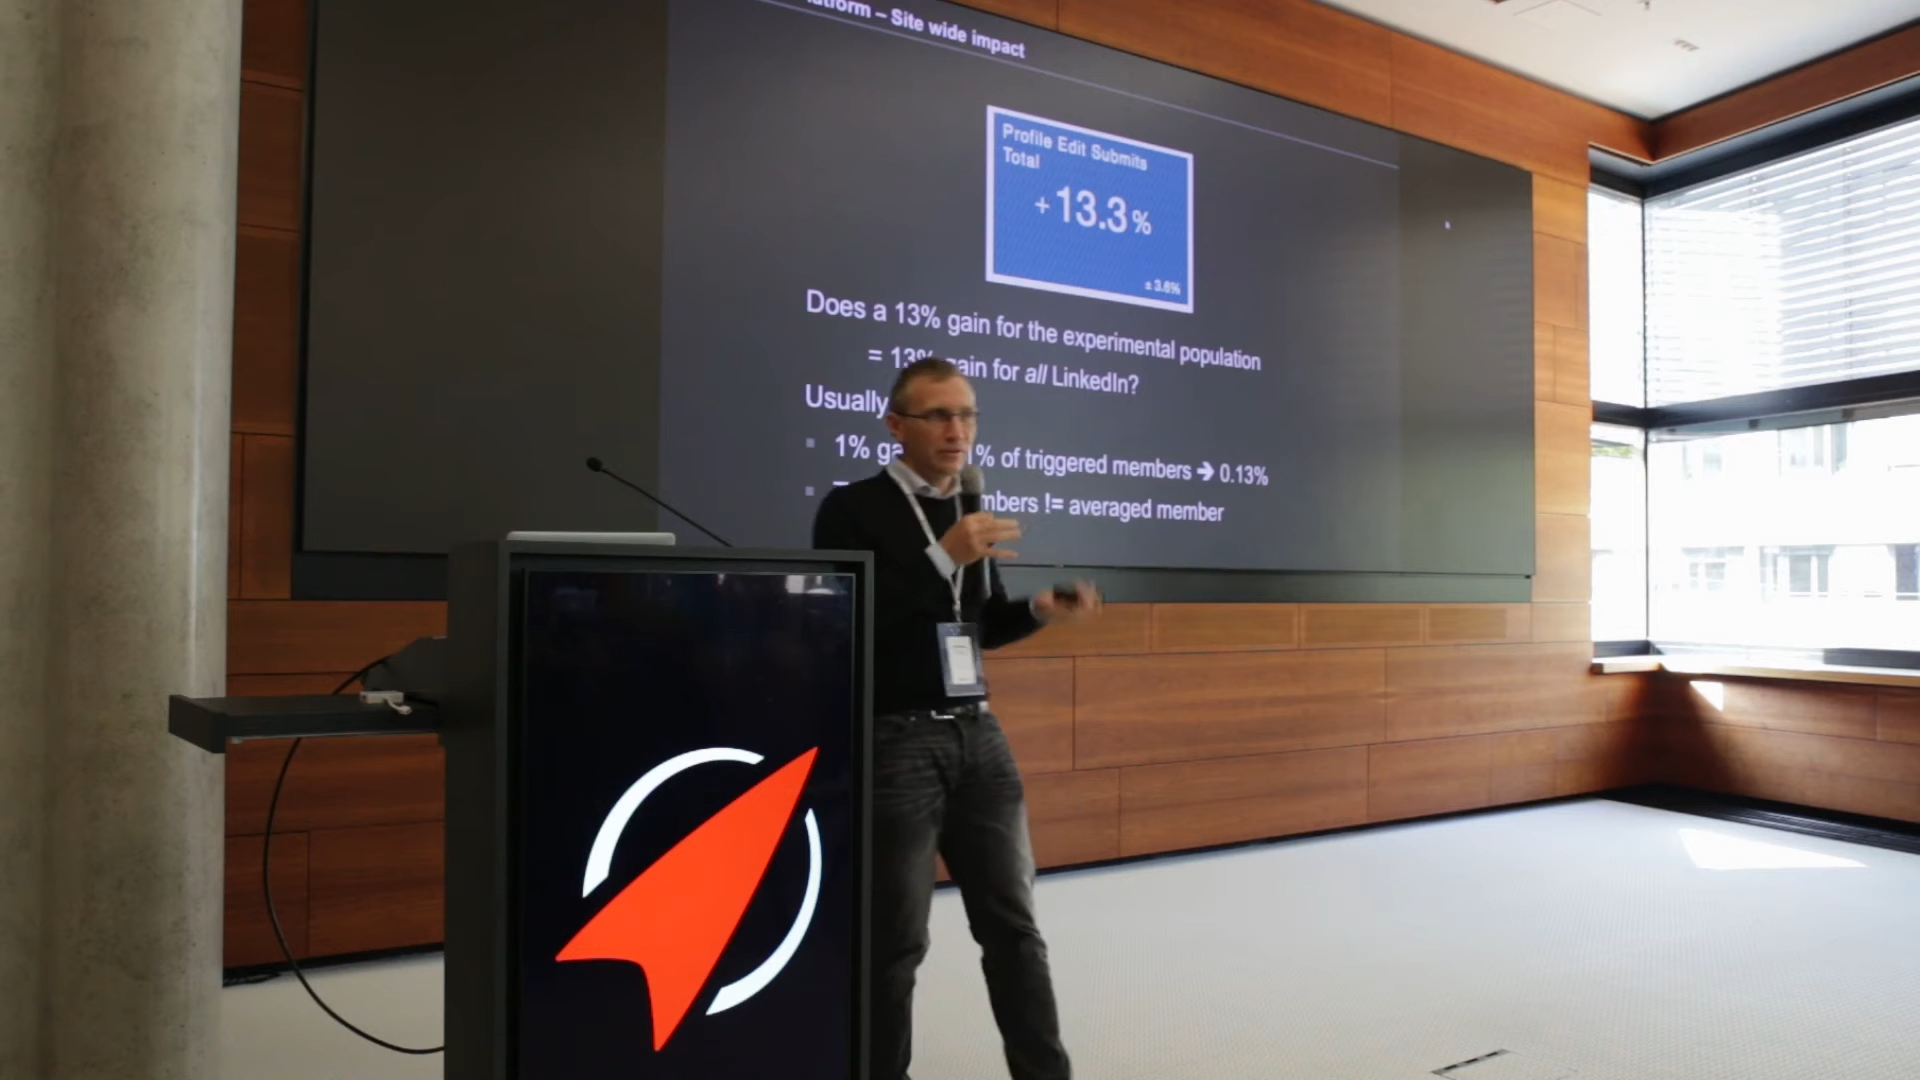 – Site wide impact
Profile Edit Submits
Total
+13.3%
± 3.6%
Does a 13% gain for the experimental population
= 13% gain for all LinkedIn?
Usually
1% of triggered members ➔ 0.13%
!= averaged member